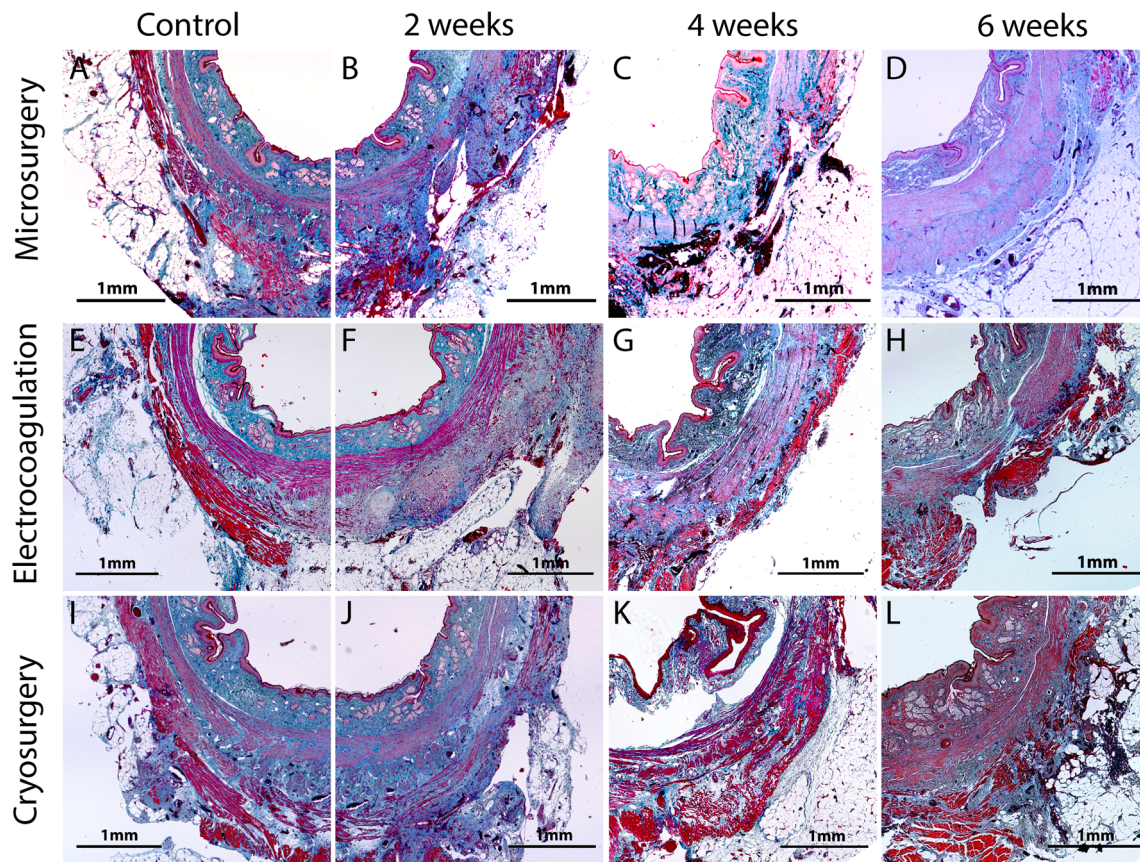 Control 2 weeks 4 weeks 6 weeks
Microsurgery
A B C D
1mm 1mm 1mm 1mm
Electrocoagulation
E F G H
1mm 1mm 1mm 1mm
Cryosurgery
I J K L
1mm 1mm 1mm 1mm